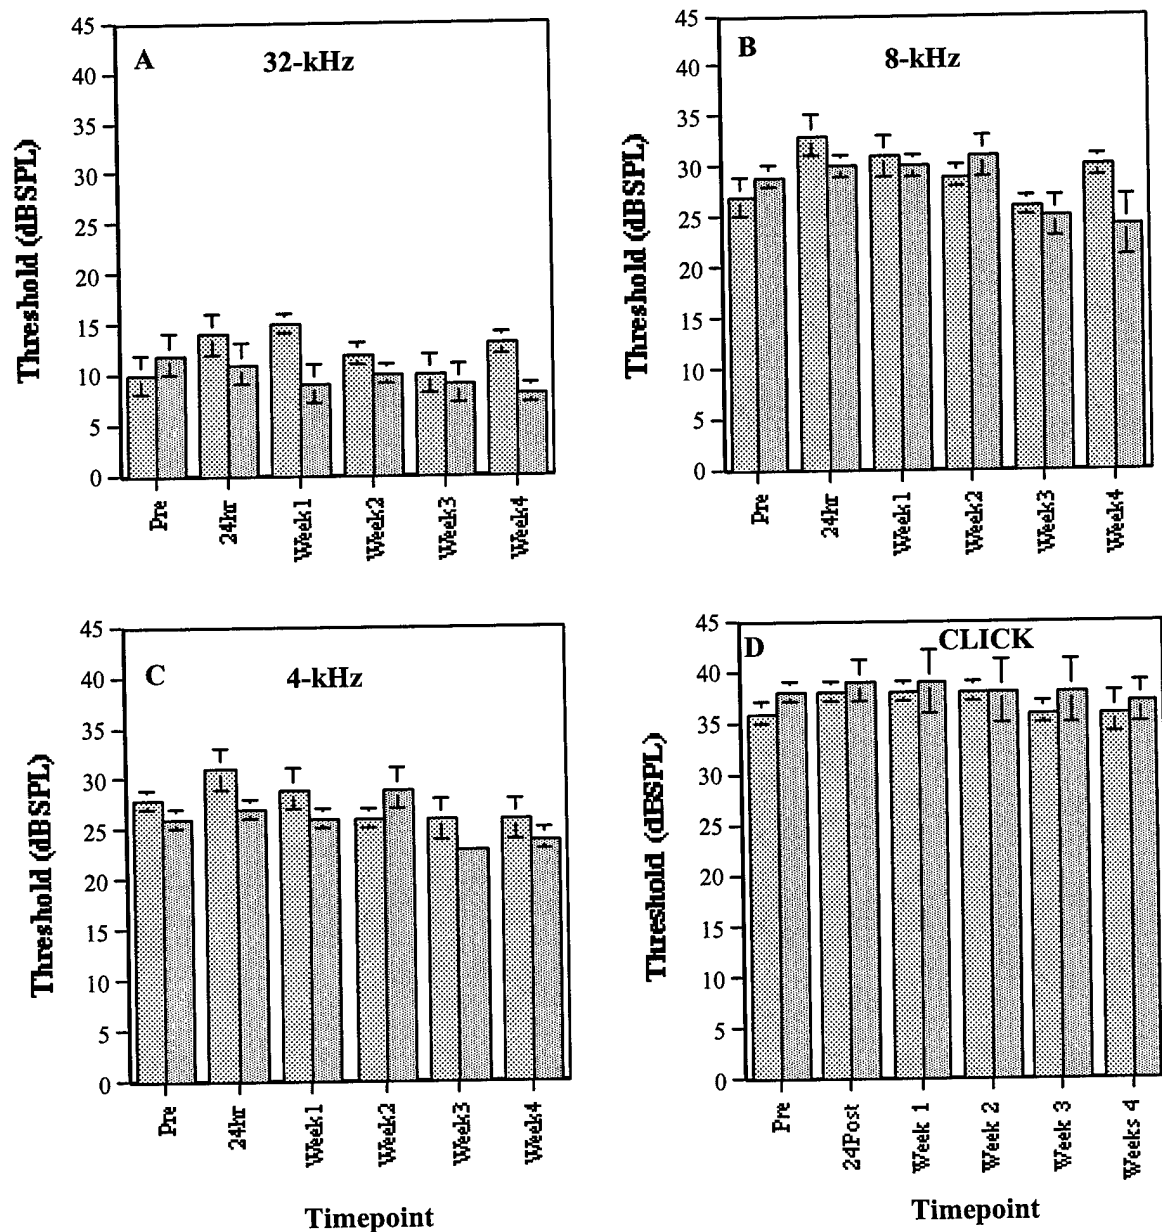 A
32-kHz
Threshold (dBSPL)
45
40
35
30
25
20
15
10
5
0
Pre
24hr
Week1
Week2
Week3
Week4
B
8-kHz
Threshold (dBSPL)
45
40
35
30
25
20
15
10
5
0
Pre
24hr
Week1
Week2
Week3
Week4
C
4-kHz
Threshold (dBSPL)
45
40
35
30
25
20
15
10
5
0
Pre
24hr
Week1
Week2
Week3
Week4
Timepoint
D
CLICK
Threshold (dBSPL)
45
40
35
30
25
20
15
10
5
0
Pre
24Post
Week 1
Week 2
Week 3
Weeks 4
Timepoint